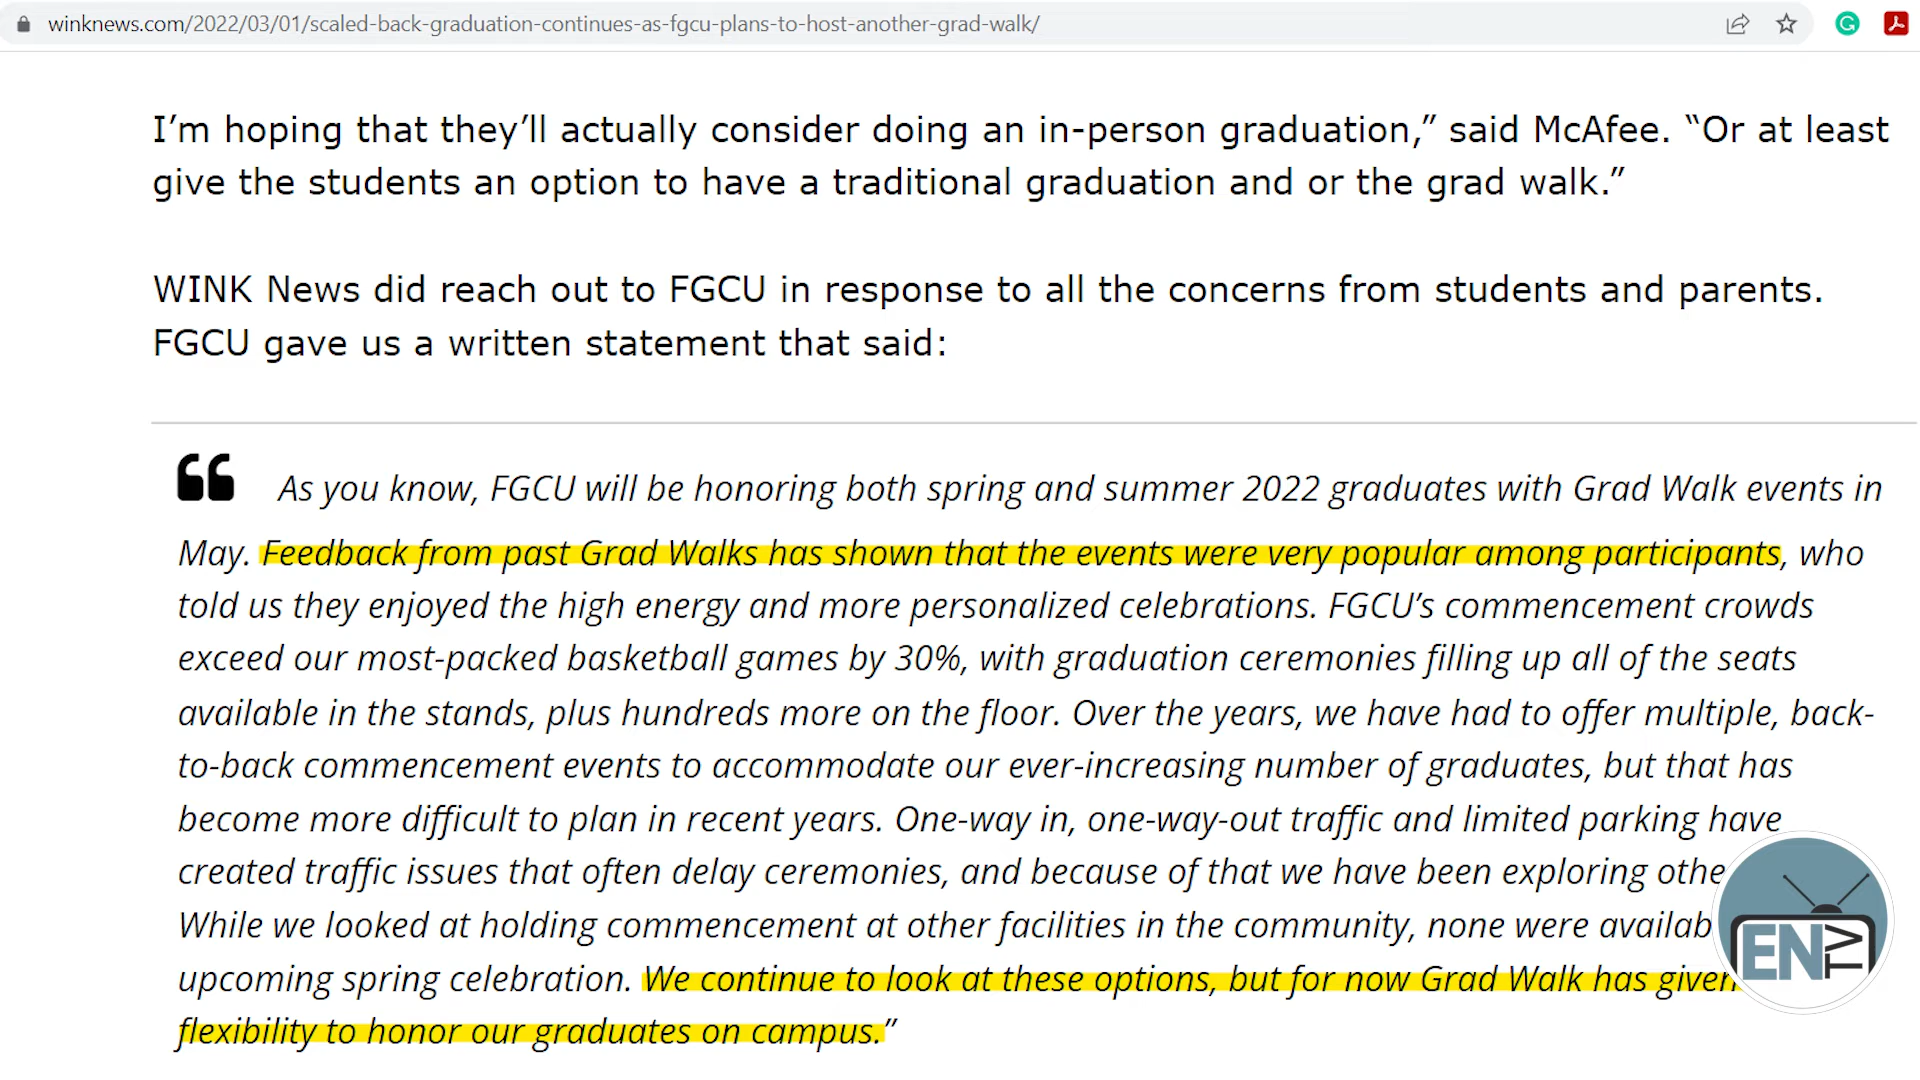 winknews.com/2022/03/01/scaled-back-graduation-continues-as-fgcu-plans-to-host-another-grad-walk/
I’m hoping that they’ll actually consider doing an in-person graduation,” said McAfee. “Or at least
give the students an option to have a traditional graduation and or the grad walk.”
WINK News did reach out to FGCU in response to all the concerns from students and parents.
FGCU gave us a written statement that said:
“ As you know, FGCU will be honoring both spring and summer 2022 graduates with Grad Walk events in
May. Feedback from past Grad Walks has shown that the events were very popular among participants, who
told us they enjoyed the high energy and more personalized celebrations. FGCU’s commencement crowds
exceed our most-packed basketball games by 30%, with graduation ceremonies filling up all of the seats
available in the stands, plus hundreds more on the floor. Over the years, we have had to offer multiple, back-
to-back commencement events to accommodate our ever-increasing number of graduates, but that has
become more difficult to plan in recent years. One-way in, one-way-out traffic and limited parking have
created traffic issues that often delay ceremonies, and because of that we have been exploring
While we looked at holding commencement at other facilities in the community, none were
upcoming spring celebration. We continue to look at these options, but for now Grad Walk has given
flexibility to honor our graduates on campus.”
ENTV